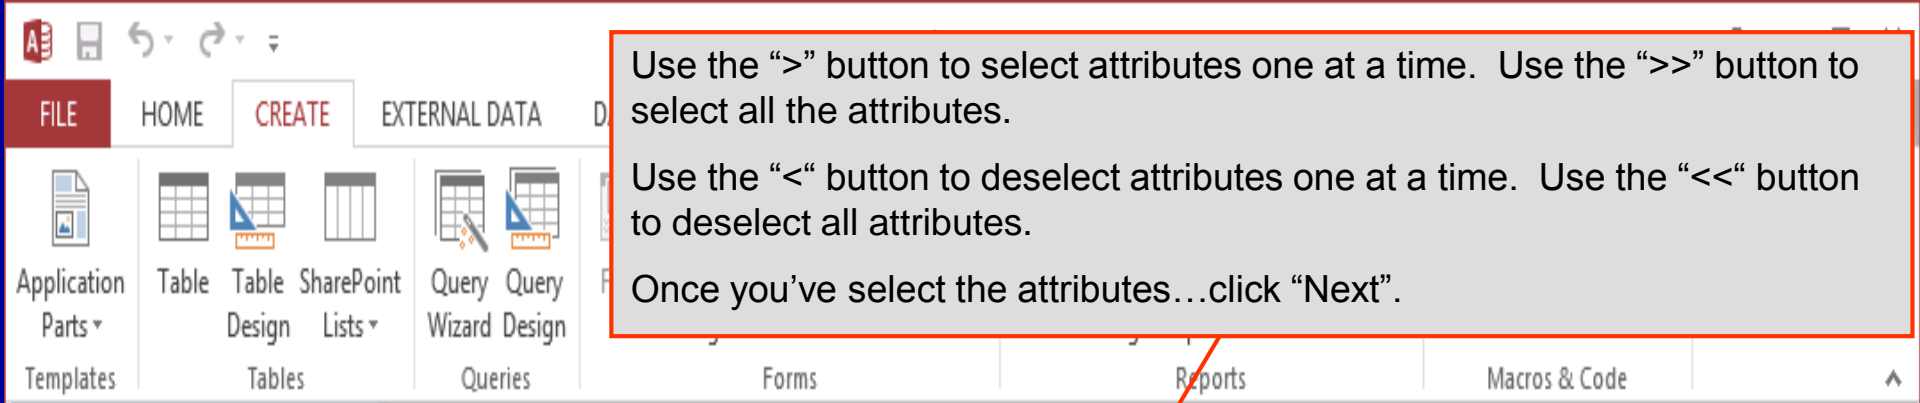 Use the “>” button to select attributes one at a time. Use the “>>” button to
select all the attributes.
Use the “<“ button to deselect attributes one at a time. Use the “<<“ button
to deselect all attributes.
Once you’ve select the attributes…click “Next”.
FILE HOME CREATE EXTERNAL DATA
Application Table Table SharePoint Query Query
Parts Design Lists Wizard Design
Templates Tables Queries Forms Reports Macros & Code